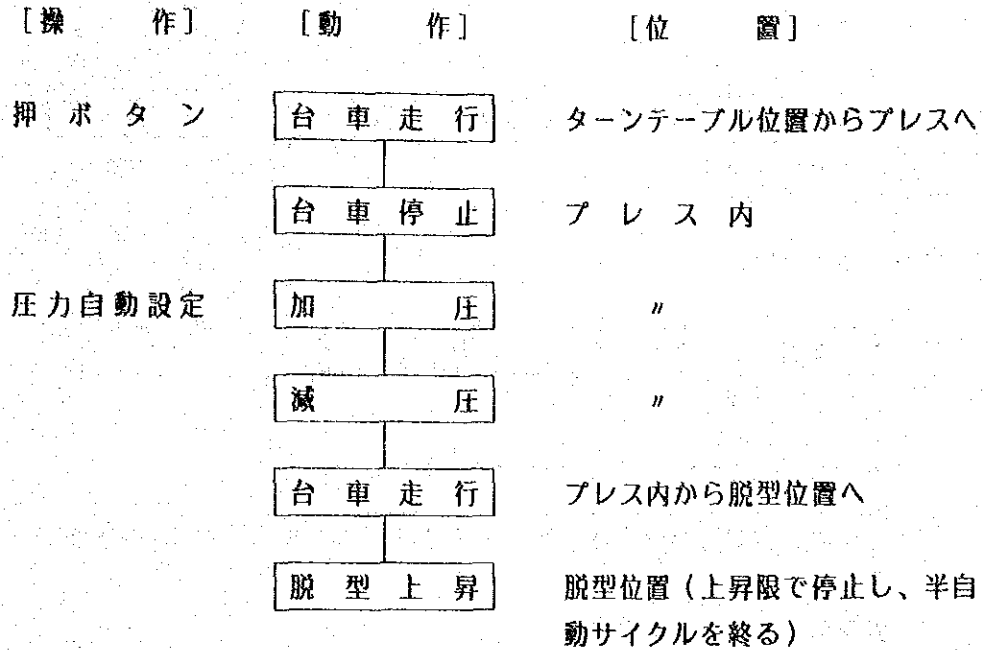 [操 作] [動 作] [位 置]
押 ボ タ ン 台 車 走 行 ターンテーブル位置からプレスへ
台 車 停 止 プ レ ス 内
圧力自動設定 加 圧 〃
減 圧 〃
台 車 走 行 プレス内から脱型位置へ
脱 型 上 昇 脱型位置(上昇限で停止し、半自
動サイクルを終る)